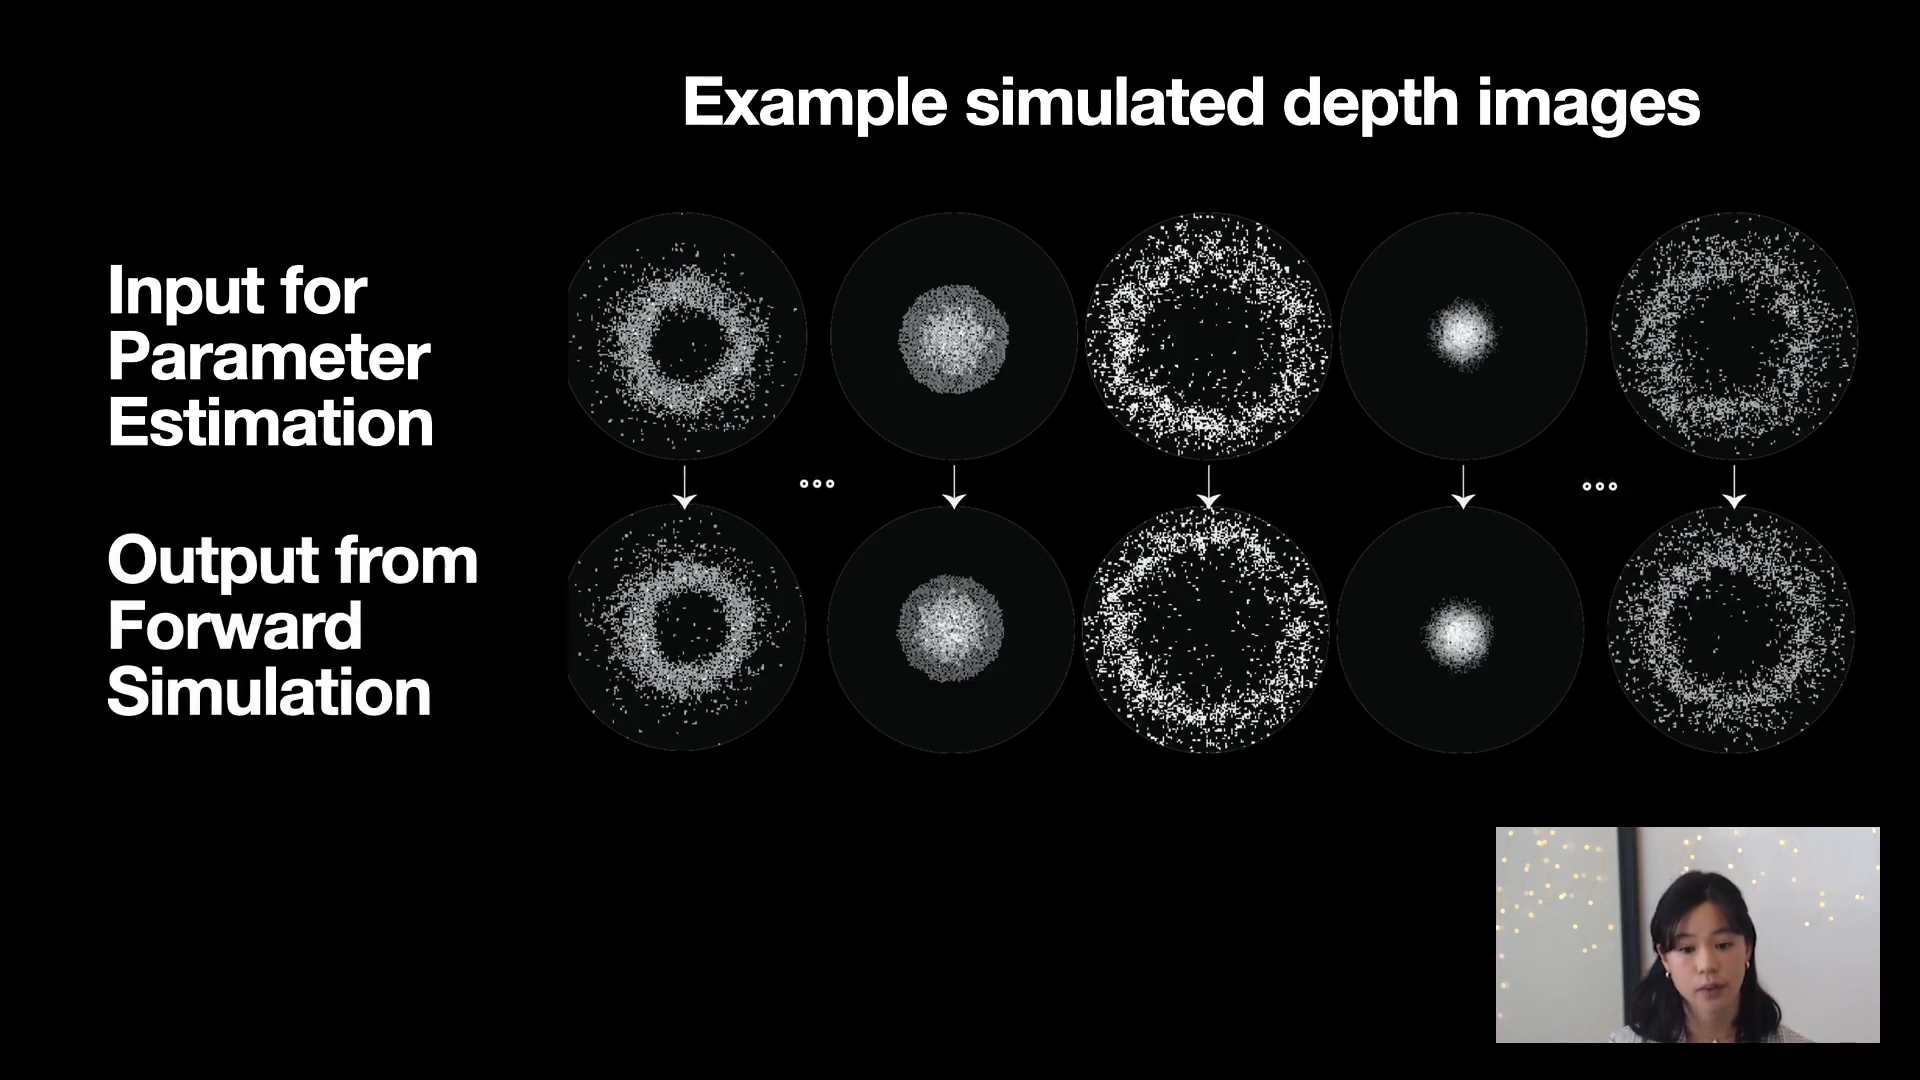 Example simulated depth images
Input for
Parameter
Estimation
Output from
Forward
Simulation